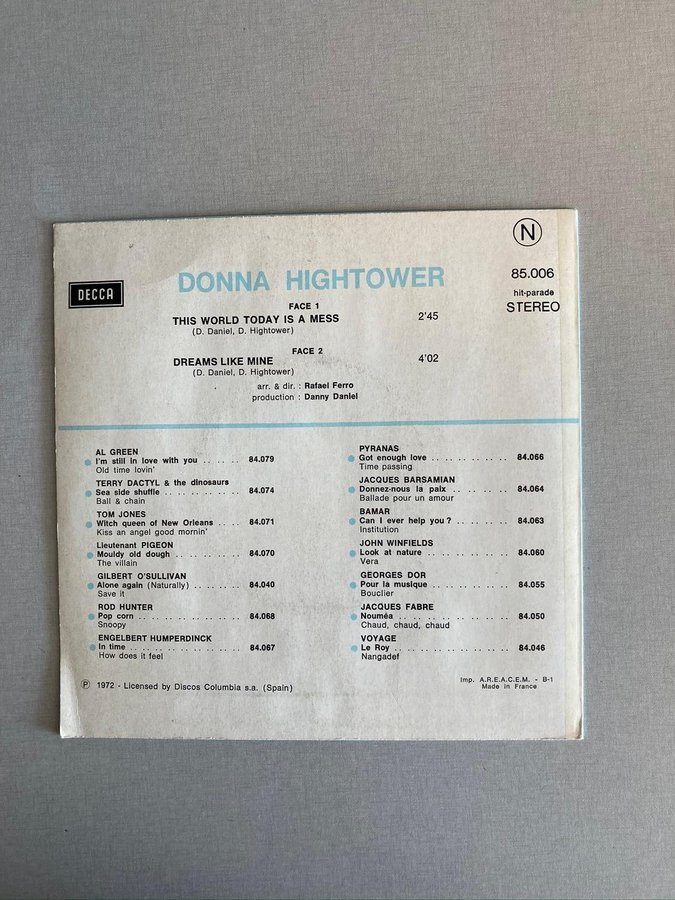 N
DECCA
DONNA HIGHTOWER
85.006
hit-parade
STEREO
FACE 1
THIS WORLD TODAY IS A MESS 2'45
(D. Daniel, D. Hightower)
FACE 2
DREAMS LIKE MINE 4'02
(D. Daniel, D. Hightower)
arr. & dir. : Rafael Ferro
production : Danny Daniel
AL GREEN
I'm still in love with you . . . . . . 84.079
Old time lovin'
TERRY DACTYL & the dinosaurs
Sea side shuffle . . . . . . . . . . 84.074
Ball & chain
TOM JONES
Witch queen of New Orleans . . . . 84.071
Kiss an angel good mornin'
Lieutenant PIGEON
Mouldy old dough . . . . . . . . . 84.070
The villain
GILBERT O'SULLIVAN
Alone again (Naturally) . . . . . . . 84.040
Save it
ROD HUNTER
Pop corn . . . . . . . . . . . . . 84.068
Snoopy
ENGELBERT HUMPERDINCK
In time . . . . . . . . . . . . . . 84.067
How does it feel
PYRANAS
Got enough love . . . . . . . . . . 84.066
Time passing
JACQUES BARSAMIAN
Donnez-nous la paix . . . . . . . . 84.064
Ballade pour un amour
BAMAR
Can I ever help you ? . . . . . . . 84.063
Institution
JOHN WINFIELDS
Look at nature . . . . . . . . . . . 84.060
Vera
GEORGES DOR
Pour la musique . . . . . . . . . . 84.055
Bouclier
JACQUES FABRE
Nouméa . . . . . . . . . . . . . . 84.050
Chaud, chaud, chaud
VOYAGE
Le Roy . . . . . . . . . . . . . . 84.046
Nangadef
℗ 1972 - Licensed by Discos Columbia s.a. (Spain)
Imp. A.R.E.A.C.E.M. - B-1
Made in France